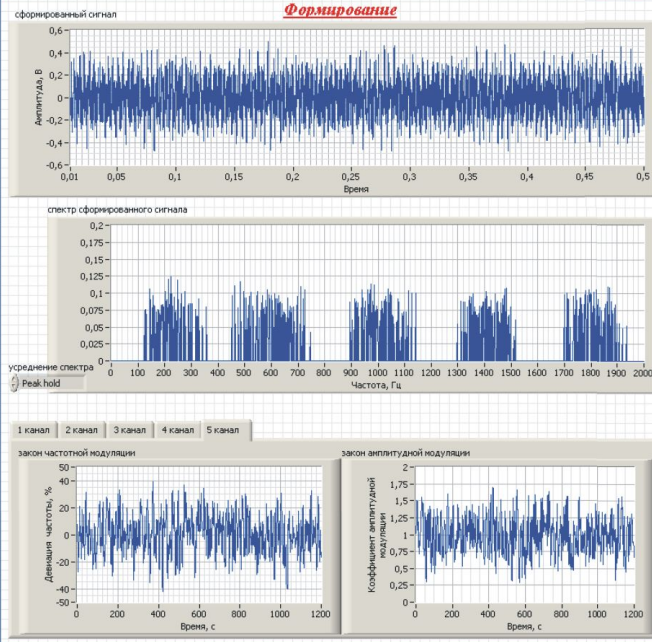 Формирование
сформированный сигнал
Амплитуда, В
0,6
0,4
0,2
0
-0,2
-0,4
-0,6
0,01 0,05 0,1 0,15 0,2 0,25 0,3 0,35 0,4 0,45 0,5
Время
спектр сформированного сигнала
0,2
0,175
0,15
0,125
0,1
0,075
0,05
0,025
0
0 100 200 300 400 500 600 700 800 900 1000 1100 1200 1300 1400 1500 1600 1700 1800 1900 2000
Частота, Гц
усреднение спектра
Peak hold
1 канал 2 канал 3 канал 4 канал 5 канал
закон частотной модуляции
Девиация частоты, %
50
40
20
0
-20
-40
-50
0 200 400 600 800 1000 1200
Время, с
закон амплитудной модуляции
Коэффициент амплитудной
модуляции
2
1,75
1,5
1,25
1
0,75
0,5
0,25
0
0 200 400 600 800 1000 1200
Время, с